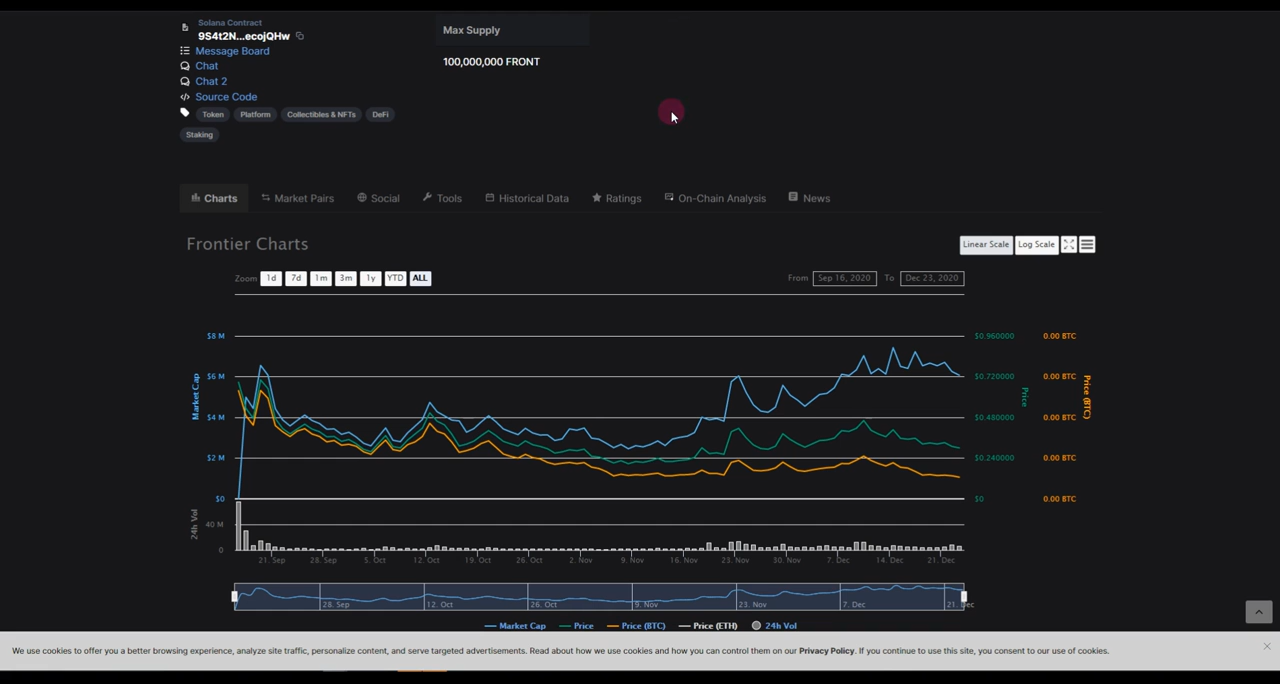 Solana Contract
9S4t2N...ecojQHw
Message Board
Chat
Chat 2
Source Code
Token Platform Collectibles & NFTs DeFi
Staking
Max Supply
100,000,000 FRONT
Charts Market Pairs Social Tools Historical Data Ratings On-Chain Analysis News
Frontier Charts
Linear Scale Log Scale
Zoom 1d 7d 1m 3m 1y YTD ALL
From Sep 16, 2020 To Dec 23, 2020
$8 M $0.960000 0.00 BTC
$6 M $0.720000 0.00 BTC
$4 M $0.480000 0.00 BTC
$2 M $0.240000 0.00 BTC
$0 $0 0.00 BTC
Market Cap
Price
Price (BTC)
24h Vol
40 M
0
21. Sep 28. Sep 5. Oct 12. Oct 19. Oct 26. Oct 2. Nov 9. Nov 16. Nov 23. Nov 30. Nov 7. Dec 14. Dec 21. Dec
28. Sep 12. Oct 26. Oct 9. Nov 23. Nov 7. Dec 21. Dec
Market Cap Price Price (BTC) Price (ETH) 24h Vol
We use cookies to offer you a better browsing experience, analyze site traffic, personalize content, and serve targeted advertisements. Read about how we use cookies and how you can control them on our Privacy Policy. If you continue to use this site, you consent to our use of cookies.